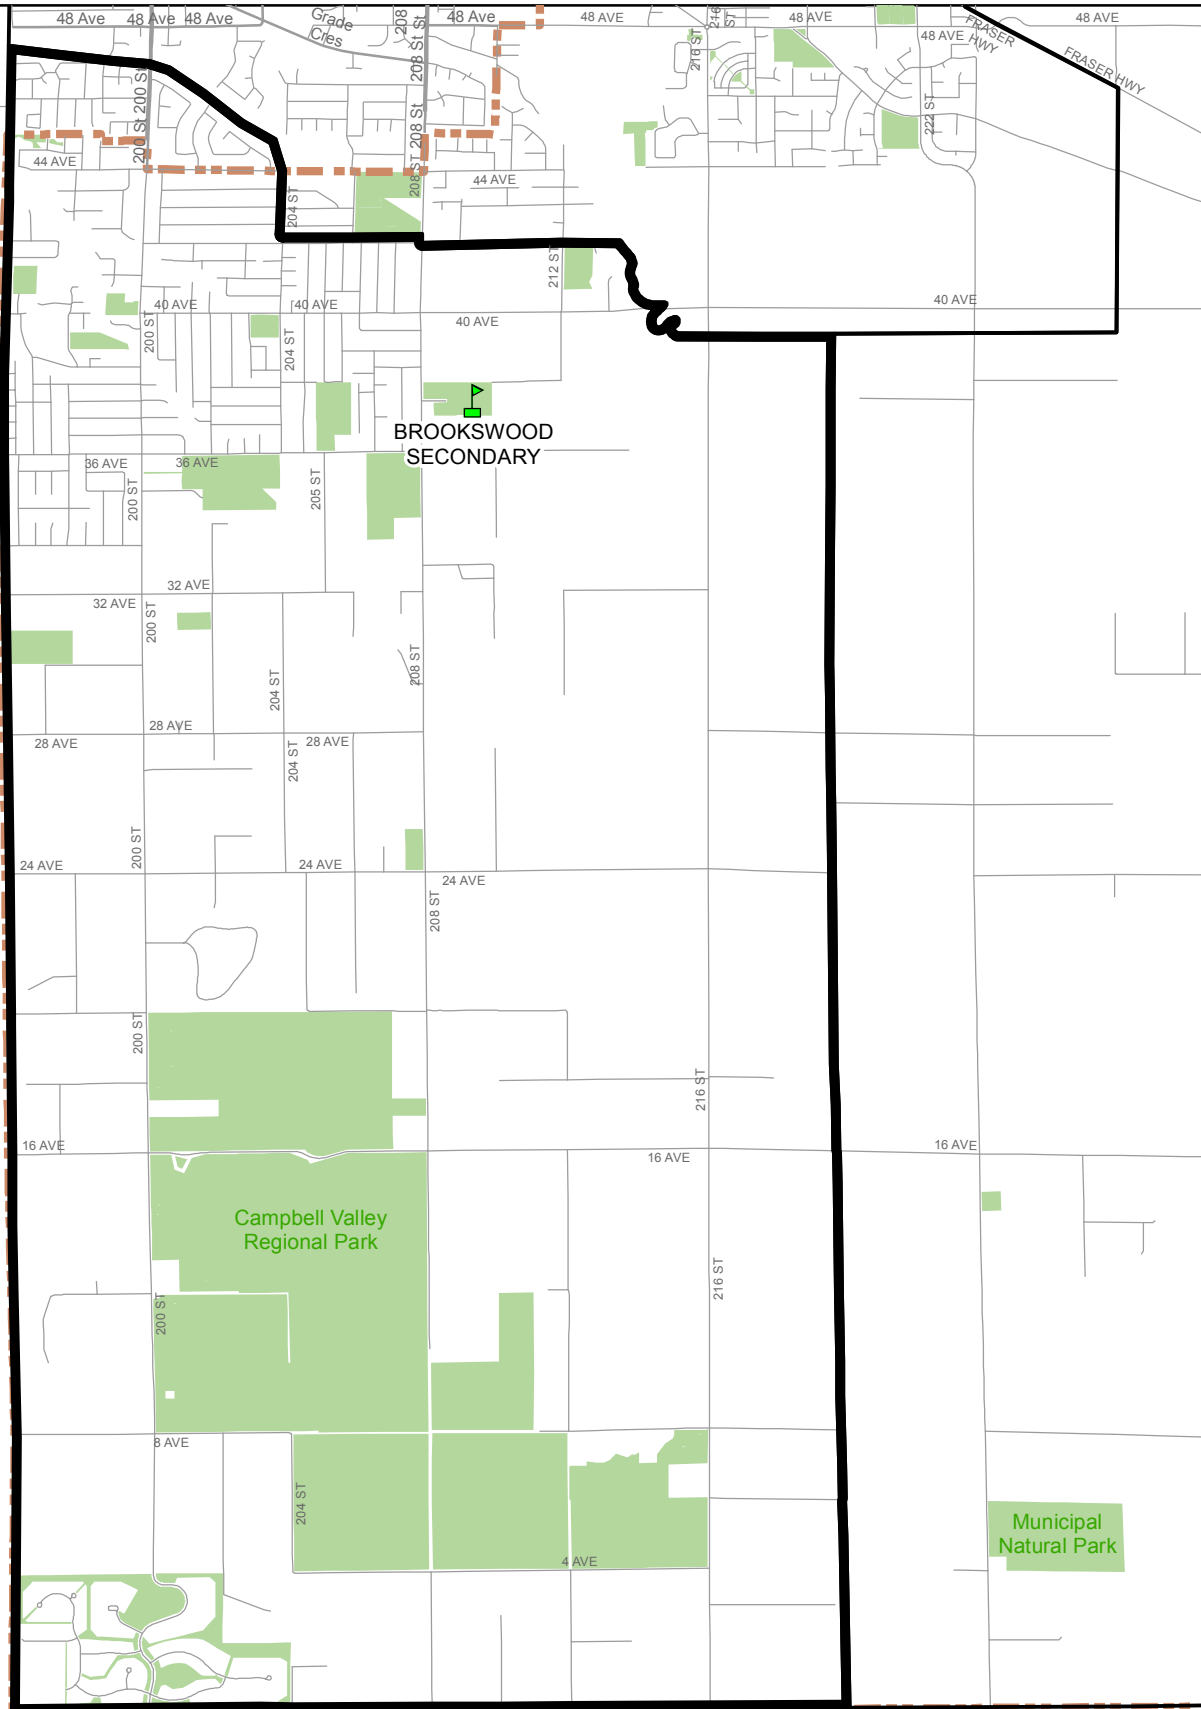 48 Ave
48 Ave
48 Ave
Grade
Cres
208
208 St St
48 Ave
48 AVE
216
ST
216 ST
48 AVE
48 AVE
FRASER
HWY
48 AVE
FRASER HWY
222 ST
200 St 200 St
208 St
208 ST
44 AVE
44 AVE
204 ST
212 ST
40 AVE
40 AVE
40 AVE
40 AVE
200 ST
204 ST
BROOKSWOOD
SECONDARY
36 AVE
36 AVE
200 ST
205 ST
32 AVE
32 AVE
200 ST
204 ST
208 ST
28 AVE
28 AVE
28 AVE
204 ST
200 ST
24 AVE
24 AVE
24 AVE
208 ST
200 ST
216 ST
16 AVE
16 AVE
16 AVE
Campbell Valley
Regional Park
200 ST
216 ST
8 AVE
204 ST
4 AVE
Municipal
Natural Park